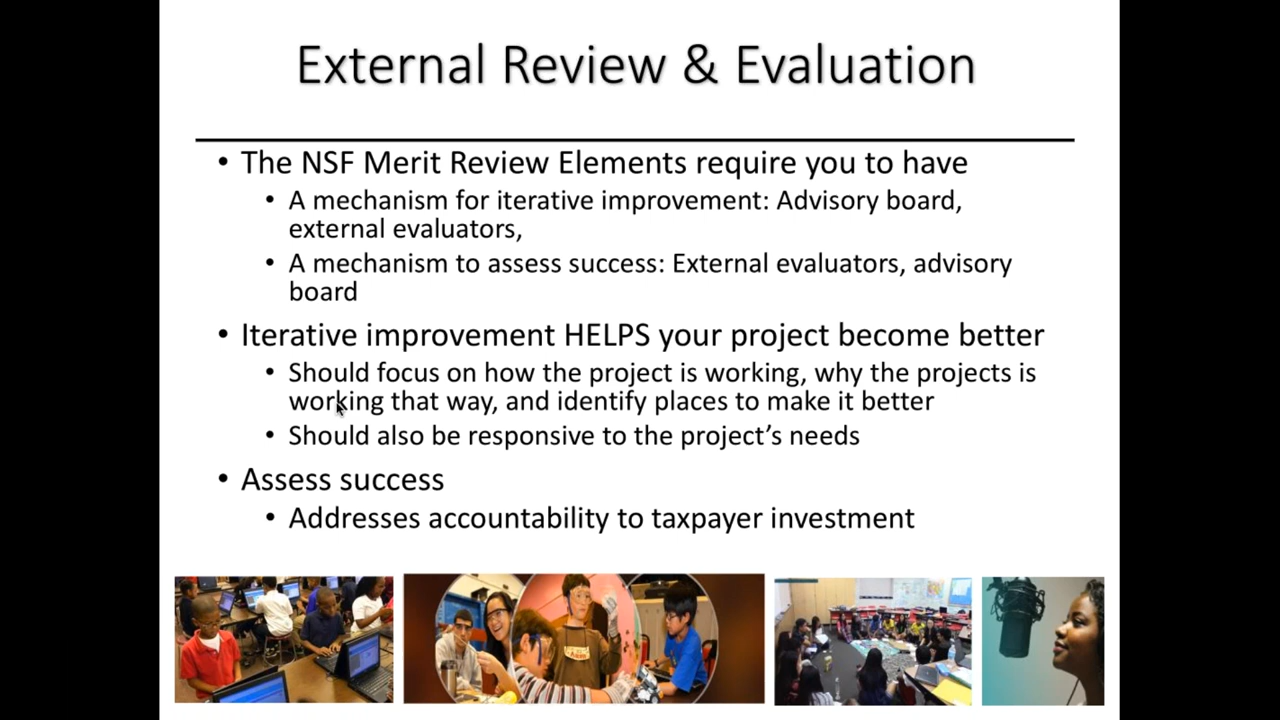 External Review & Evaluation
• The NSF Merit Review Elements require you to have
• A mechanism for iterative improvement: Advisory board,
external evaluators,
• A mechanism to assess success: External evaluators, advisory
board
• Iterative improvement HELPS your project become better
• Should focus on how the project is working, why the projects is
working that way, and identify places to make it better
• Should also be responsive to the project's needs
• Assess success
• Addresses accountability to taxpayer investment